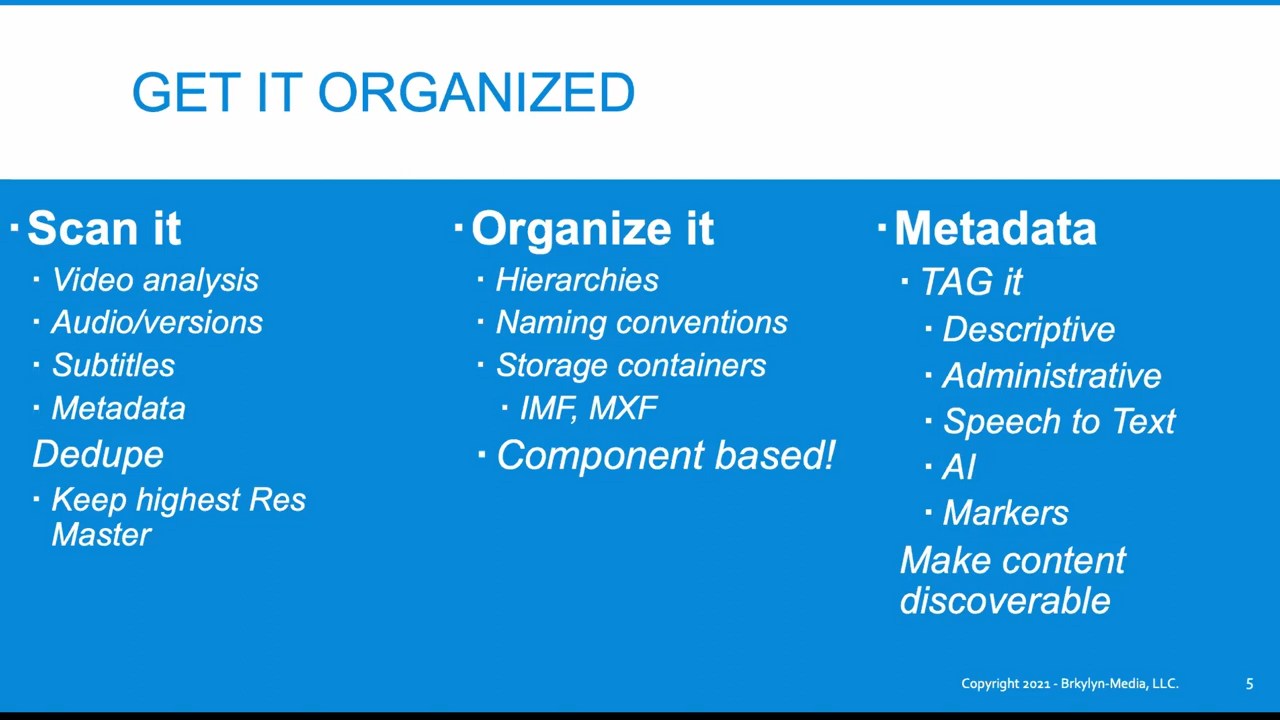 GET IT ORGANIZED
▪ Scan it
▪ Video analysis
▪ Audio/versions
▪ Subtitles
▪ Metadata
Dedupe
▪ Keep highest Res
Master
▪ Organize it
▪ Hierarchies
▪ Naming conventions
▪ Storage containers
▪ IMF, MXF
▪ Component based!
▪ Metadata
▪ TAG it
▪ Descriptive
▪ Administrative
▪ Speech to Text
▪ AI
▪ Markers
Make content
discoverable
Copyright 2021 - Brkylyn-Media, LLC.
5